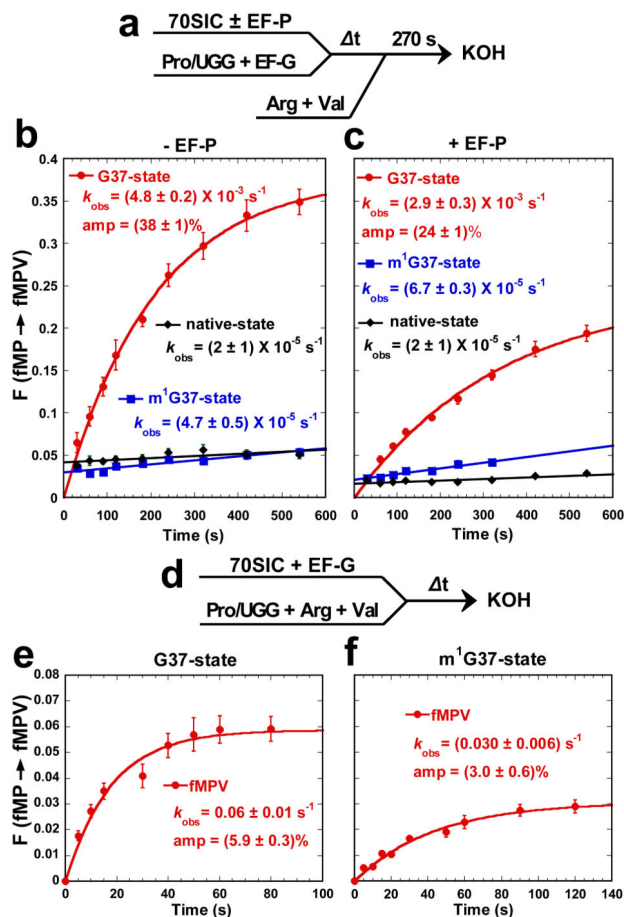 a
70SIC ± EF-P
Pro/UGG + EF-G
Δt
270 s
KOH
Arg + Val
b
- EF-P
G37-state
kobs = (4.8 ± 0.2) X 10⁻³ s⁻¹
amp = (38 ± 1)%
native-state
kobs = (2 ± 1) X 10⁻⁵ s⁻¹
m¹G37-state
kobs = (4.7 ± 0.5) X 10⁻⁵ s⁻¹
F (fMP → fMPV)
0.4
0.35
0.3
0.25
0.2
0.15
0.1
0.05
0
0 100 200 300 400 500 600
Time (s)
c
+ EF-P
G37-state
kobs = (2.9 ± 0.3) X 10⁻³ s⁻¹
amp = (24 ± 1)%
m¹G37-state
kobs = (6.7 ± 0.3) X 10⁻⁵ s⁻¹
native-state
kobs = (2 ± 1) X 10⁻⁵ s⁻¹
0 100 200 300 400 500 600
Time (s)
d
70SIC + EF-G
Pro/UGG + Arg + Val
Δt
KOH
e
G37-state
F (fMP → fMPV)
0.08
0.07
0.06
0.05
0.04
0.03
0.02
0.01
0
fMPV
kobs = 0.06 ± 0.01 s⁻¹
amp = (5.9 ± 0.3)%
0 20 40 60 80 100
Time (s)
f
m¹G37-state
fMPV
kobs = (0.030 ± 0.006) s⁻¹
amp = (3.0 ± 0.6)%
0 20 40 60 80 100 120 140
Time (s)